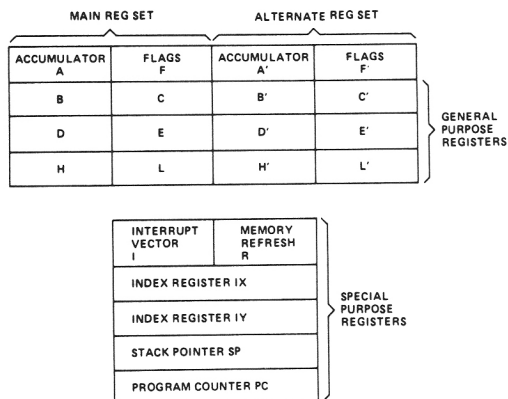 MAIN REG SET ALTERNATE REG SET
ACCUMULATOR FLAGS ACCUMULATOR FLAGS
A F A' F'
B C B' C'
D E D' E'
H L H' L'
GENERAL
PURPOSE
REGISTERS
INTERRUPT MEMORY
VECTOR REFRESH
I R
INDEX REGISTER IX
INDEX REGISTER IY
STACK POINTER SP
PROGRAM COUNTER PC
SPECIAL
PURPOSE
REGISTERS